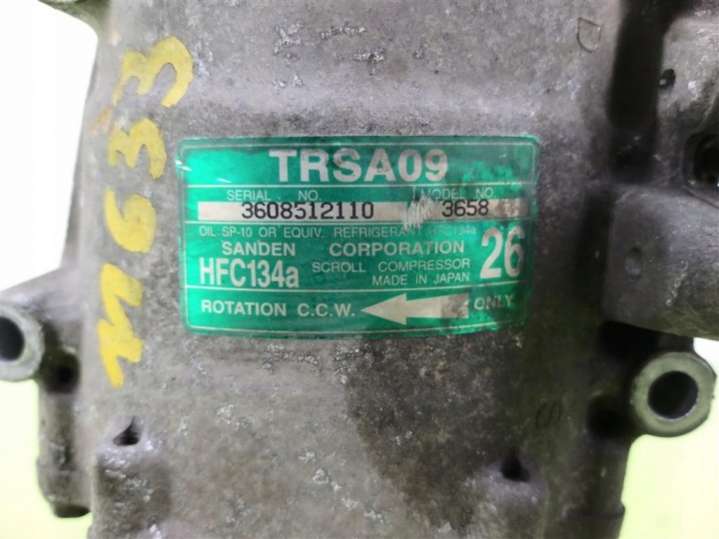 M633
TRSA09
SERIAL NO. MODEL NO.
3608512110 3658
OIL SP-10 OR EQUIV. REFRIGERANT HFC134a
SANDEN CORPORATION
HFC134a SCROLL COMPRESSOR 26
MADE IN JAPAN
ROTATION C.C.W. ONLY